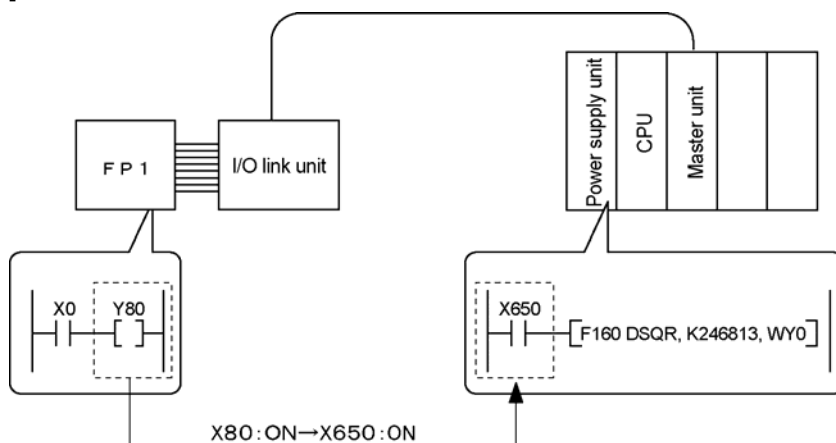 FP1
I/O link unit
Power supply unit
CPU
Master unit
X0
Y80
X650
F160 DSQR, K246813, WY0
X80:ON→X650:ON